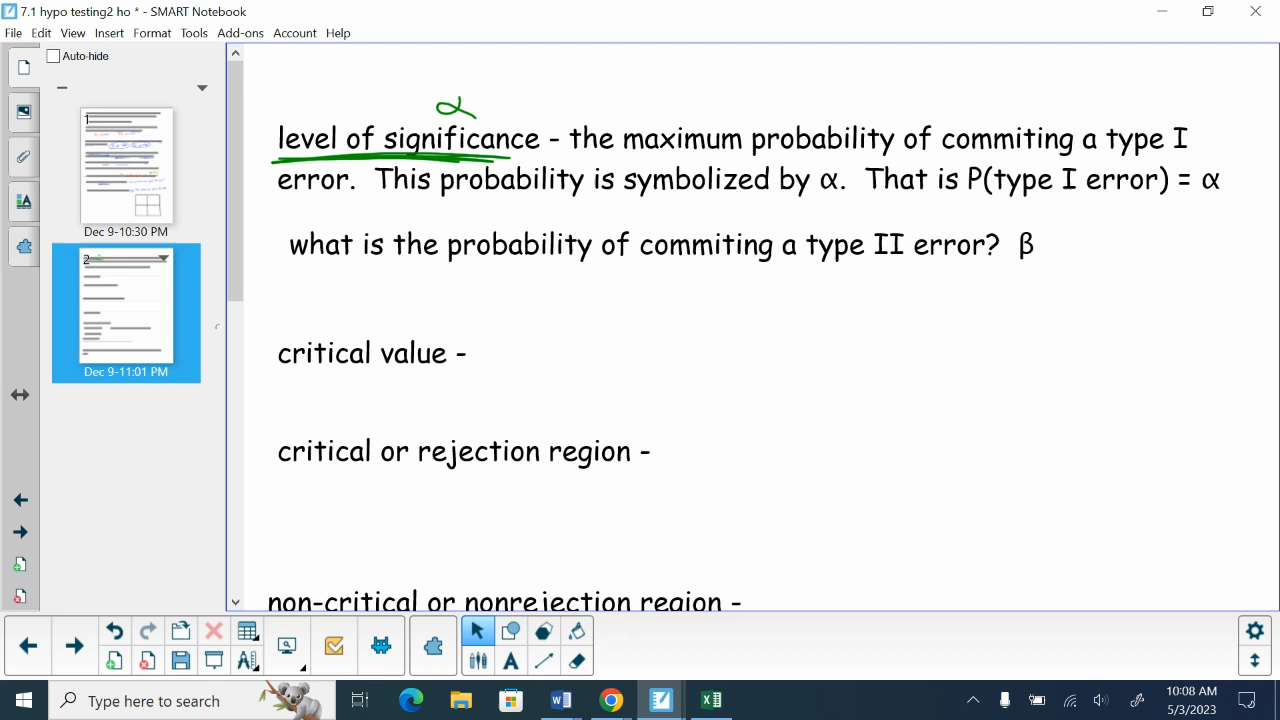 7.1 hypo testing2 ho * - SMART Notebook
File Edit View Insert Format Tools Add-ons Account Help
Auto-hide
1
Dec 9-10:30 PM
2
Dec 9-11:01 PM
α
level of significance - the maximum probability of commiting a type I
error. This probability is symbolized by α. That is P(type I error) = α
what is the probability of commiting a type II error? β
critical value -
critical or rejection region -
non-critical or nonrejection region -
Type here to search
10:08 AM
5/3/2023